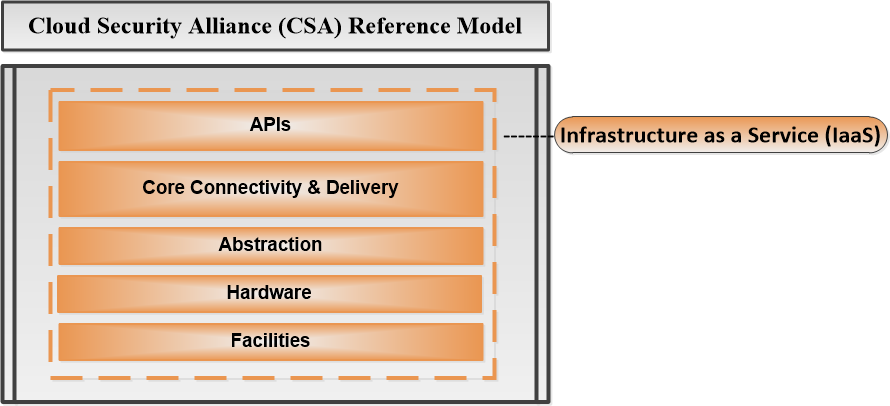 Cloud Security Alliance (CSA) Reference Model
APIs
Infrastructure as a Service (IaaS)
Core Connectivity & Delivery
Abstraction
Hardware
Facilities